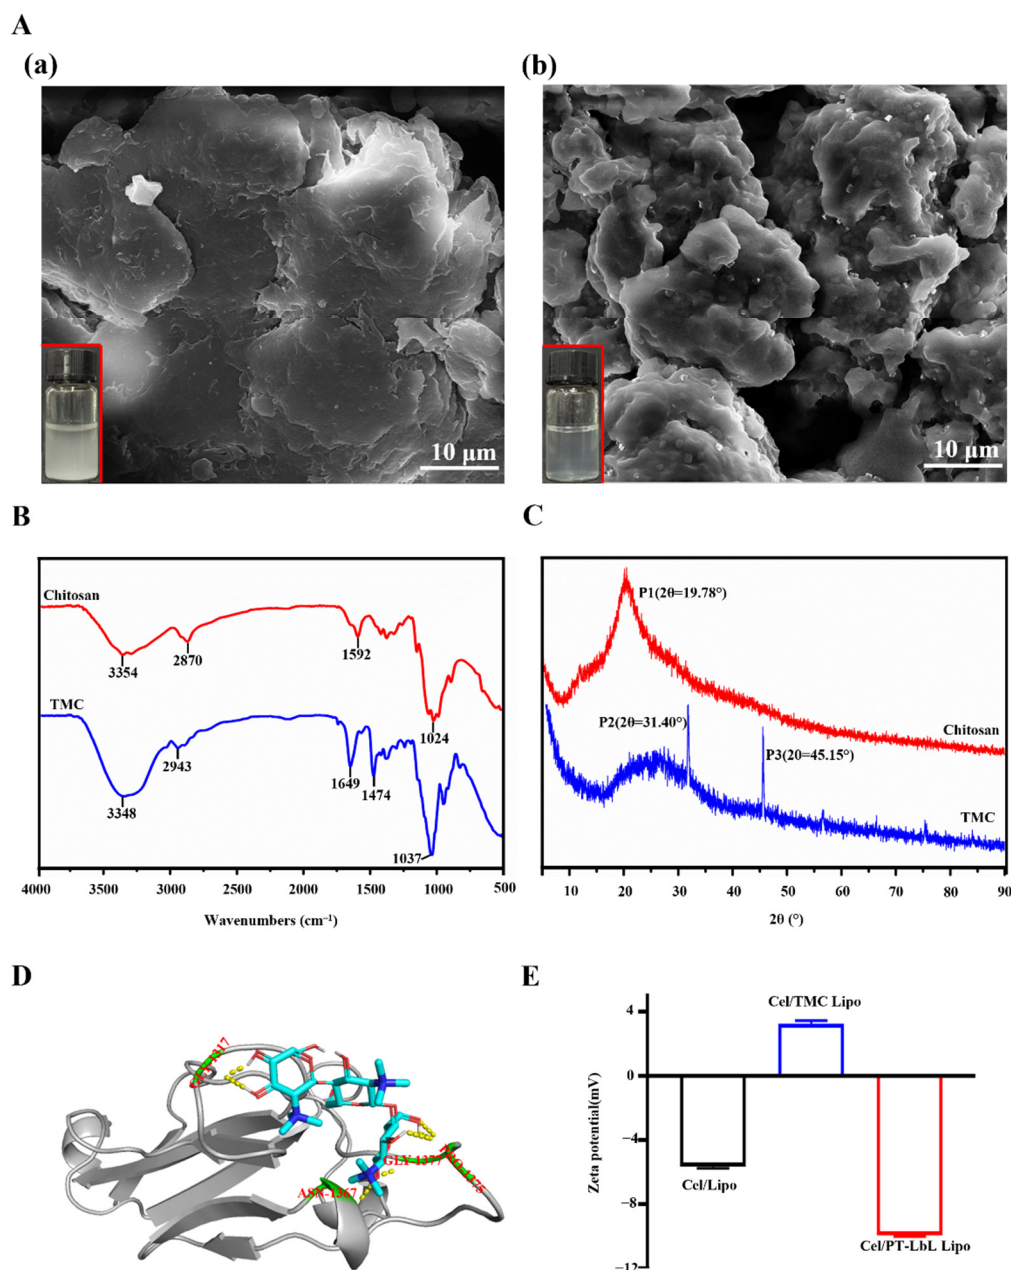 A
(a)
(b)
10 μm
10 μm
B
C
Chitosan
3354
2870
1592
1024
TMC
3348
2943
1649
1474
1037
4000 3500 3000 2500 2000 1500 1000 500
Wavenumbers (cm⁻¹)
P1(2θ=19.78°)
P2(2θ=31.40°)
P3(2θ=45.15°)
Chitosan
TMC
10 20 30 40 50 60 70 80 90
2θ (°)
D
E
GLY-1377
ASN-1367
Zeta potential(mV)
4
0
−4
−8
−12
Cel/TMC Lipo
Cel/Lipo
Cel/PT-LbL Lipo